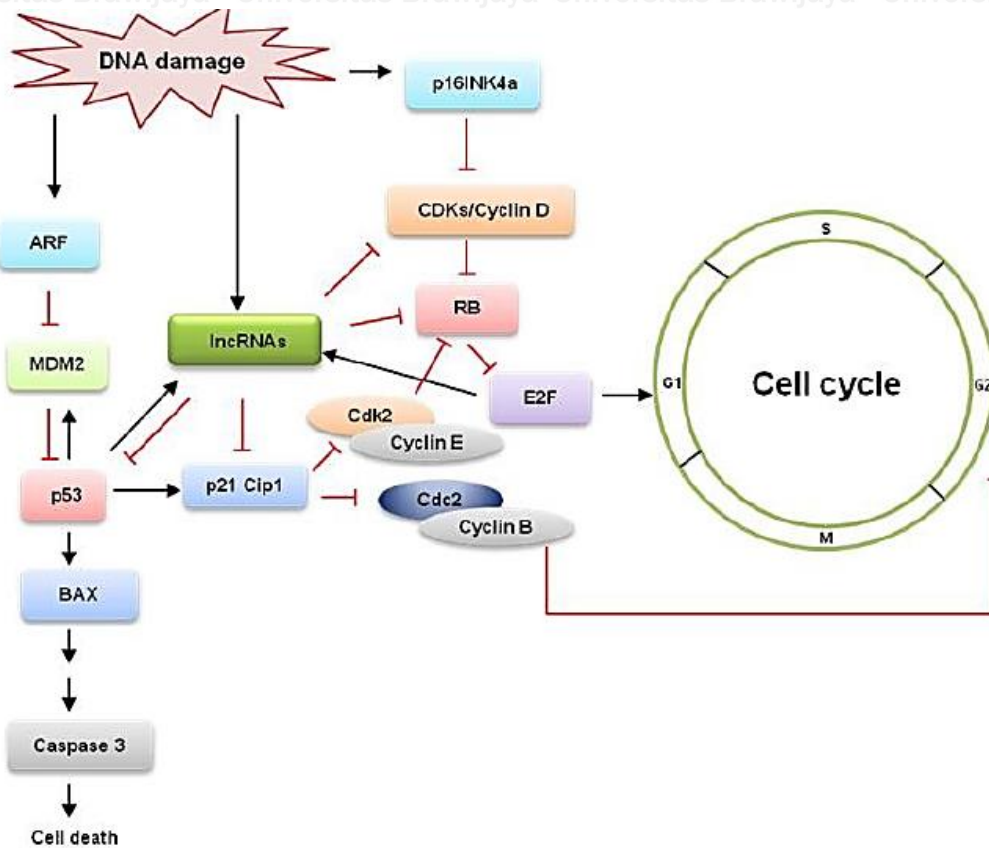 DNA damage
p16INK4a
CDKs/Cyclin D
ARF
RB
lncRNAs
MDM2
E2F
Cdk2
Cyclin E
p53
p21 Cip1
Cdc2
Cyclin B
BAX
Caspase 3
Cell death
S
G1
Cell cycle
G2
M